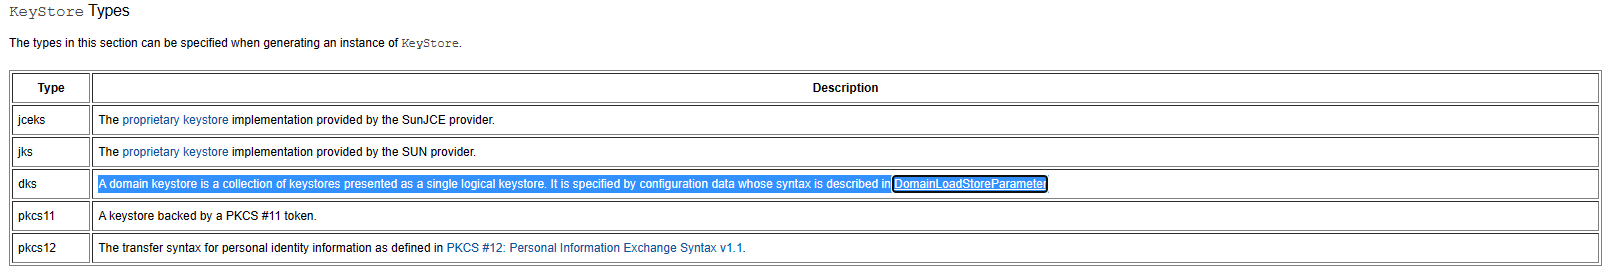 KeyStore Types
The types in this section can be specified when generating an instance of KeyStore.
Type Description
jceks The proprietary keystore implementation provided by the SunJCE provider.
jks The proprietary keystore implementation provided by the SUN provider.
dks A domain keystore is a collection of keystores presented as a single logical keystore. It is specified by configuration data whose syntax is described in DomainLoadStoreParameter
pkcs11 A keystore backed by a PKCS #11 token.
pkcs12 The transfer syntax for personal identity information as defined in PKCS #12: Personal Information Exchange Syntax v1.1.